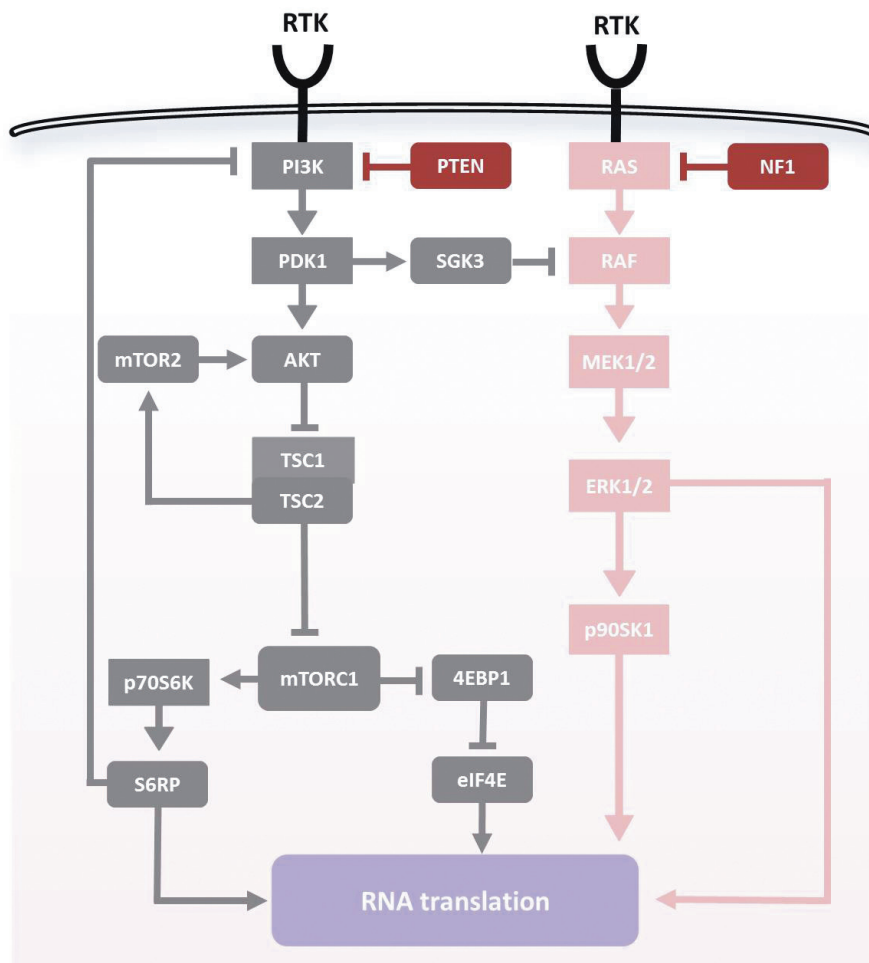 RTK
RTK
PI3K
PTEN
RAS
NF1
PDK1
SGK3
RAF
mTOR2
AKT
MEK1/2
TSC1
TSC2
ERK1/2
p90SK1
p70S6K
mTORC1
4EBP1
S6RP
eIF4E
RNA translation